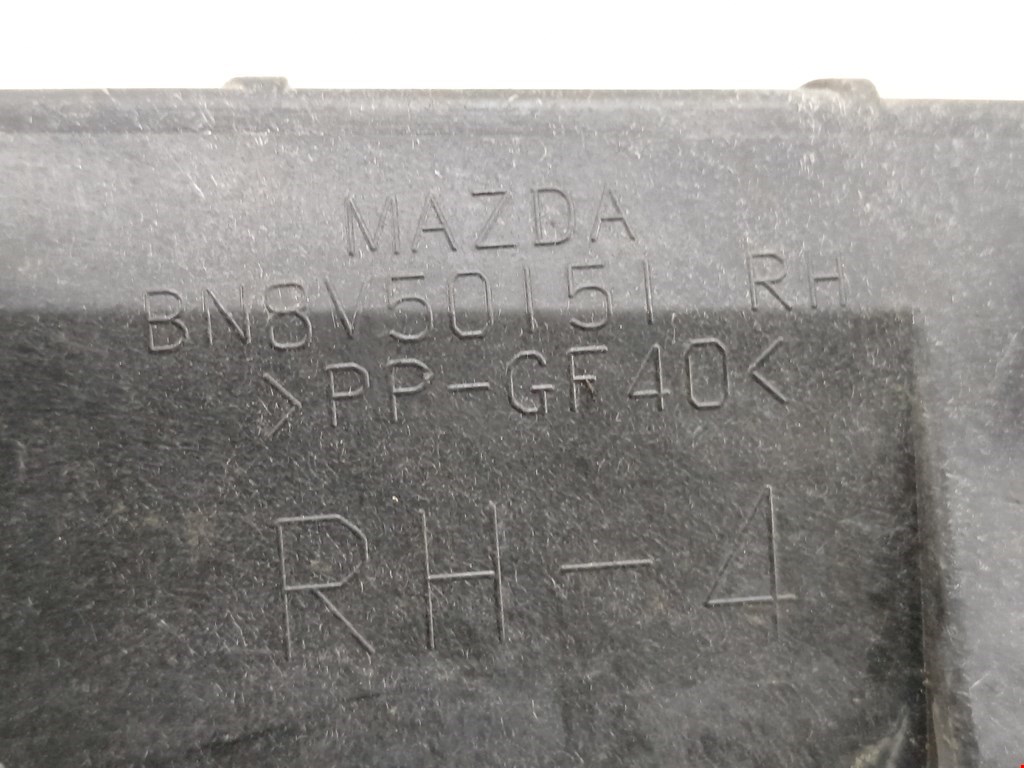 MAZDA
BN8V50151 RH
>PP-GF40<
RH-4